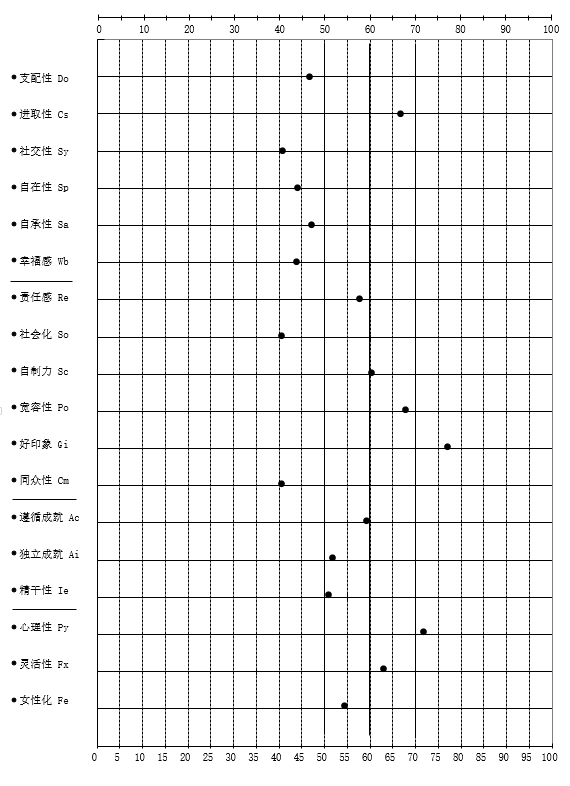 0 10 20 30 40 50 60 70 80 90 100
● 支配性 Do
● 进取性 Cs
● 社交性 Sy
● 自在性 Sp
● 自承性 Sa
● 幸福感 Wb
● 责任感 Re
● 社会化 So
● 自制力 Sc
● 宽容性 Po
● 好印象 Gi
● 同众性 Cm
● 遵循成就 Ac
● 独立成就 Ai
● 精干性 Ie
● 心理性 Py
● 灵活性 Fx
● 女性化 Fe
0 5 10 15 20 25 30 35 40 45 50 55 60 65 70 75 80 85 90 95 100